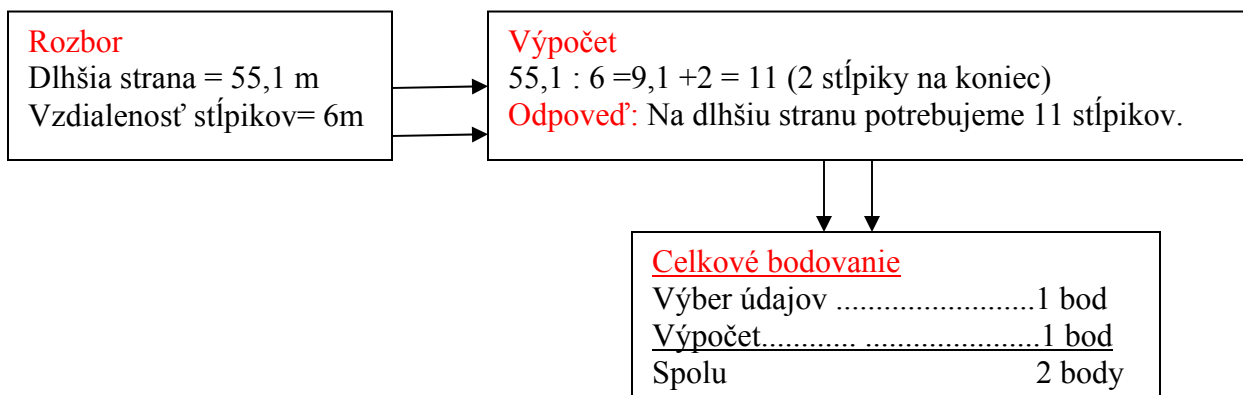 Rozbor
Dlhšia strana = 55,1 m
Vzdialenosť stĺpikov= 6m
Výpočet
55,1 : 6 =9,1 +2 = 11 (2 stĺpiky na koniec)
Odpoveď: Na dlhšiu stranu potrebujeme 11 stĺpikov.
Celkové bodovanie
Výber údajov ........................1 bod
Výpočet............ .....................1 bod
Spolu 2 body